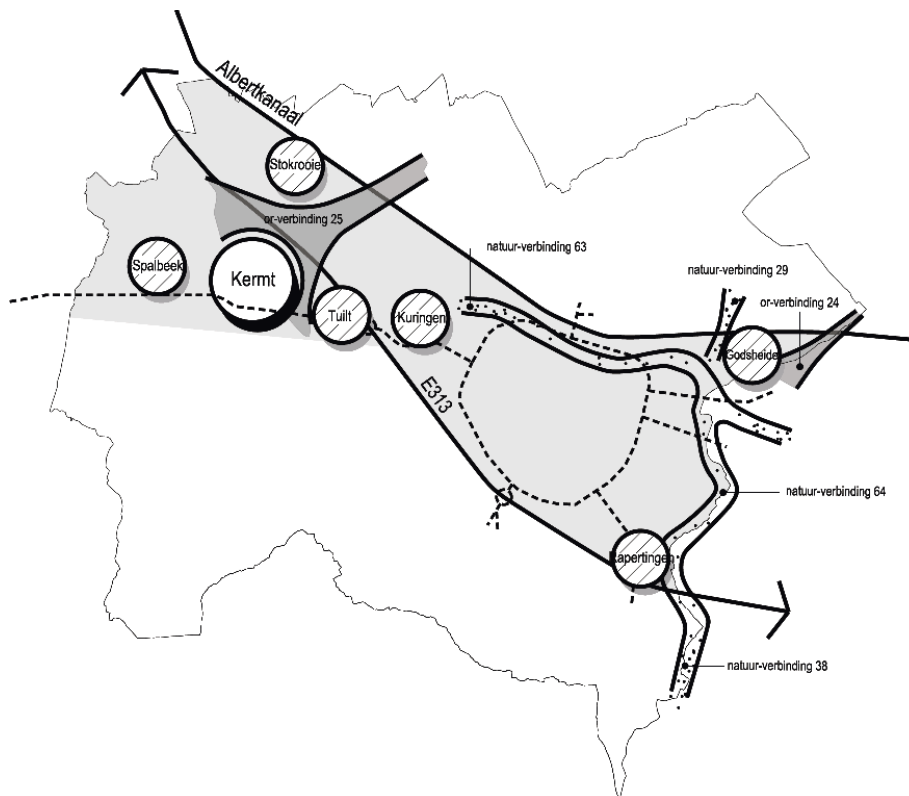 Albertkanaal
Stokrooie
or-verbinding 25
natuur-verbinding 63
Spalbeek
Kermt
natuur-verbinding 29
or-verbinding 24
Tuilt
Kuringen
Godsheide
E313
natuur-verbinding 64
Rapertingen
natuur-verbinding 38